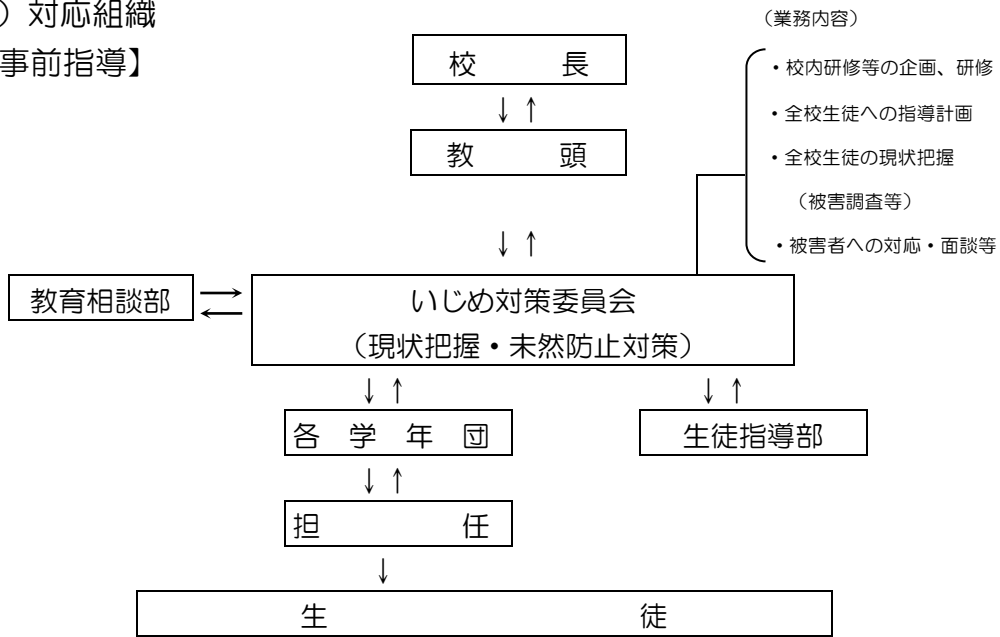 ）対応組織
事前指導】
（業務内容）
校　　長
・校内研修等の企画、研修
・全校生徒への指導計画
↓↑
教　　頭
・全校生徒の現状把握
（被害調査等）
↓↑
・被害者への対応・面談等
教育相談部
→
←
いじめ対策委員会
（現状把握・未然防止対策）
↓↑
↓↑
各　学　年　団
生徒指導部
↓↑
担　　　　任
↓
生　　　　　　徒